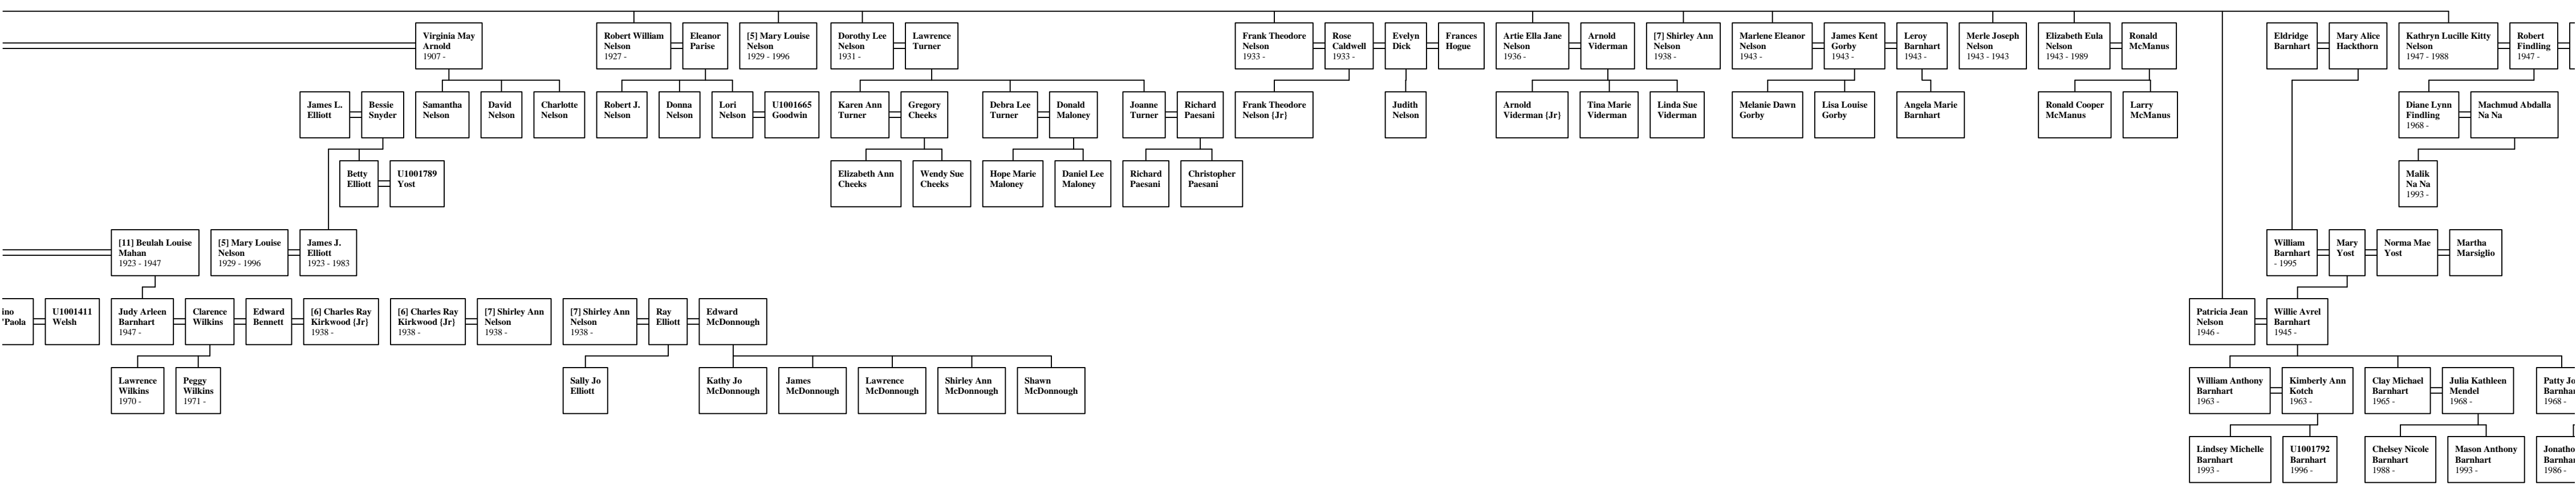 Virginia May
Arnold
1907 -
Robert William
Nelson
1927 -
Eleanor
Parise
[5] Mary Louise
Nelson
1929 - 1996
Dorothy Lee
Nelson
1931 -
Lawrence
Turner
Frank Theodore
Nelson
1933 -
Rose
Caldwell
1933 -
Evelyn
Dick
Frances
Hogue
Artie Ella Jane
Nelson
1936 -
Arnold
Viderman
[7] Shirley Ann
Nelson
1938 -
Marlene Eleanor
Nelson
1943 -
James Kent
Gorby
1943 -
Leroy
Barnhart
1943 -
Merle Joseph
Nelson
1943 - 1943
Elizabeth Eula
Nelson
1943 - 1989
Ronald
McManus
Eldridge
Barnhart
Mary Alice
Hackthorn
Kathryn Lucille Kitty
Nelson
1947 - 1988
Robert
Findling
1947 -
James L.
Elliott
Bessie
Snyder
Samantha
Nelson
David
Nelson
Charlotte
Nelson
Robert J.
Nelson
Donna
Nelson
Lori
Nelson
U1001665
Goodwin
Karen Ann
Turner
Gregory
Cheeks
Debra Lee
Turner
Donald
Maloney
Joanne
Turner
Richard
Paesani
Frank Theodore
Nelson {Jr}
Judith
Nelson
Arnold
Viderman {Jr}
Tina Marie
Viderman
Linda Sue
Viderman
Melanie Dawn
Gorby
Lisa Louise
Gorby
Angela Marie
Barnhart
Ronald Cooper
McManus
Larry
McManus
Diane Lynn
Findling
1968 -
Machmud Abdalla
Na Na
Betty
Elliott
U1001789
Yost
Elizabeth Ann
Cheeks
Wendy Sue
Cheeks
Hope Marie
Maloney
Daniel Lee
Maloney
Richard
Paesani
Christopher
Paesani
Malik
Na Na
1993 -
[11] Beulah Louise
Mahan
1923 - 1947
[5] Mary Louise
Nelson
1929 - 1996
James J.
Elliott
1923 - 1983
William
Barnhart
- 1995
Mary
Yost
Norma Mae
Yost
Martha
Marsiglio
ino
'Paola
U1001411
Welsh
Judy Arleen
Barnhart
1947 -
Clarence
Wilkins
Edward
Bennett
[6] Charles Ray
Kirkwood {Jr}
1938 -
[6] Charles Ray
Kirkwood {Jr}
1938 -
[7] Shirley Ann
Nelson
1938 -
[7] Shirley Ann
Nelson
1938 -
Ray
Elliott
Edward
McDonnough
Patricia Jean
Nelson
1946 -
Willie Avrel
Barnhart
1945 -
Lawrence
Wilkins
1970 -
Peggy
Wilkins
1971 -
Sally Jo
Elliott
Kathy Jo
McDonnough
James
McDonnough
Lawrence
McDonnough
Shirley Ann
McDonnough
Shawn
McDonnough
William Anthony
Barnhart
1963 -
Kimberly Ann
Kotch
1963 -
Clay Michael
Barnhart
1965 -
Julia Kathleen
Mendel
1968 -
Patty Jo
Barnha
1968 -
Lindsey Michelle
Barnhart
1993 -
U1001792
Barnhart
1996 -
Chelsey Nicole
Barnhart
1988 -
Mason Anthony
Barnhart
1993 -
Jonatho
Barnha
1986 -